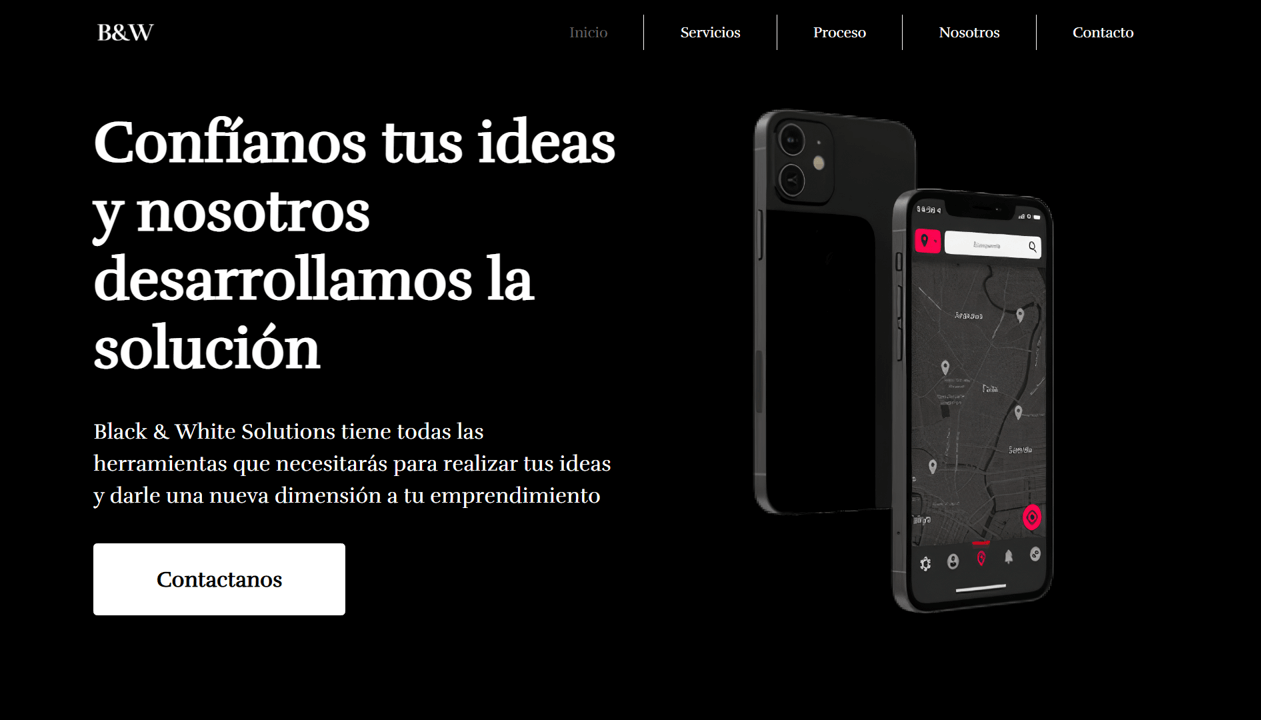 B&W
Inicio
Servicios
Proceso
Nosotros
Contacto
Confíanos tus ideas
y nosotros
desarrollamos la
solución
Black & White Solutions tiene todas las
herramientas que necesitarás para realizar tus ideas
y darle una nueva dimensión a tu emprendimiento
Contactanos